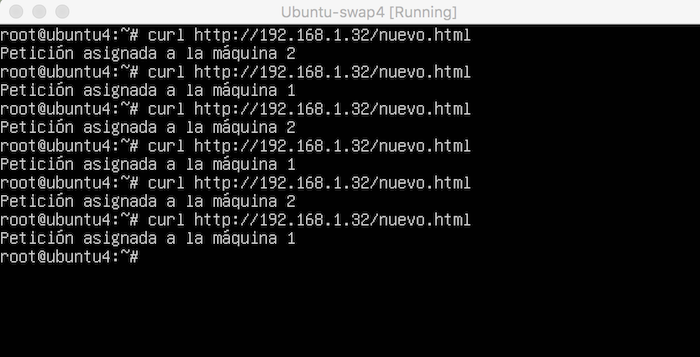 Ubuntu-swap4 [Running]
root@ubuntu4:~# curl http://192.168.1.32/nuevo.html
Petición asignada a la máquina 2
root@ubuntu4:~# curl http://192.168.1.32/nuevo.html
Petición asignada a la máquina 1
root@ubuntu4:~# curl http://192.168.1.32/nuevo.html
Petición asignada a la máquina 2
root@ubuntu4:~# curl http://192.168.1.32/nuevo.html
Petición asignada a la máquina 1
root@ubuntu4:~# curl http://192.168.1.32/nuevo.html
Petición asignada a la máquina 2
root@ubuntu4:~# curl http://192.168.1.32/nuevo.html
Petición asignada a la máquina 1
root@ubuntu4:~#